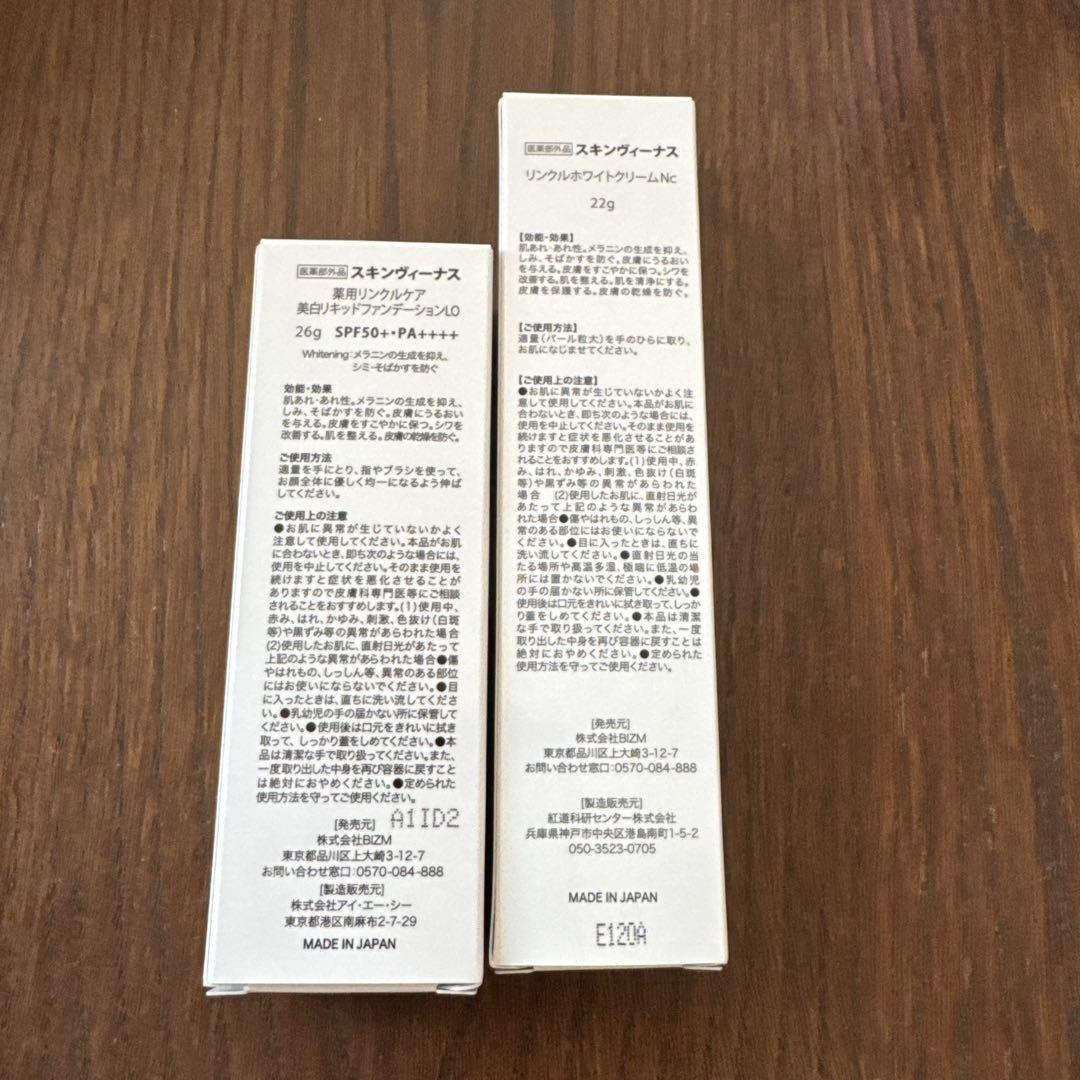 医薬部外品 スキンヴィーナス
薬用リンクルケア
美白リキッドファンデーションLO
26g SPF50+・PA++++
Whitening:メラニンの生成を抑え、
シミ・そばかすを防ぐ
効能・効果
肌あれ・あれ性。メラニンの生成を抑え、
しみ、そばかすを防ぐ。皮膚にうるおい
を与える。皮膚をすこやかに保つ。シワを
改善する。肌を整える。皮膚の乾燥を防ぐ。
ご使用方法
適量を手にとり、指やブラシを使って、
お顔全体に優しく均一になるよう伸ば
してください。
ご使用上の注意
●お肌に異常が生じていないかよく
注意して使用してください。本品がお肌
に合わないとき、即ち次のような場合には、
使用を中止してください。そのまま使用を
続けますと症状を悪化させることが
ありますので皮膚科専門医等にご相談
されることをおすすめします。(1)使用中、
赤み、はれ、かゆみ、刺激、色抜け(白斑
等)や黒ずみ等の異常があらわれた場合
(2)使用したお肌に、直射日光があたって
上記のような異常があらわれた場合●傷
やはれもの、しっしん等、異常のある部位
にはお使いにならないでください。●目
に入ったときは、直ちに洗い流してくださ
い。●乳幼児の手の届かない所に保管して
ください。●使用後は口元をきれいに拭き
取って、しっかり蓋をしめてください。●本
品は清潔な手で取り扱ってください。また、
一度取り出した中身を再び容器に戻すこと
は絶対におやめください。●定められた
使用方法を守ってご使用ください。
[発売元] A1ID2
株式会社BIZM
東京都品川区上大崎3-12-7
お問い合わせ窓口:0570-084-888
[製造販売元]
株式会社アイ・エー・シー
東京都港区南麻布2-7-29
MADE IN JAPAN
医薬部外品 スキンヴィーナス
リンクルホワイトクリームNc
22g
【効能・効果】
肌あれ・あれ性。メラニンの生成を抑え、
しみ、そばかすを防ぐ。皮膚にうるおい
を与える。皮膚をすこやかに保つ。シワを
改善する。肌を整える。肌を清浄にする。
皮膚を保護する。皮膚の乾燥を防ぐ。
【ご使用方法】
適量(パール粒大)を手のひらに取り、
お肌になじませてください。
【ご使用上の注意】
●お肌に異常が生じていないかよく注
意して使用してください。本品がお肌に
合わないとき、即ち次のような場合には、
使用を中止してください。そのまま使用を
続けますと症状を悪化させることがあ
りますので皮膚科専門医等にご相談さ
れることをおすすめします。(1)使用中、赤
み、はれ、かゆみ、刺激、色抜け(白斑
等)や黒ずみ等の異常があらわれた
場合 (2)使用したお肌に、直射日光が
あたって上記のような異常があらわ
れた場合●傷やはれもの、しっしん等、異
常のある部位にはお使いにならないで
ください。●目に入ったときは、直ちに
洗い流してください。●直射日光の当
たる場所や高温多湿、極端に低温の場
所には置かないでください。●乳幼児
の手の届かない所に保管してください。●
使用後は口元をきれいに拭き取って、しっか
り蓋をしめてください。●本品は清潔
な手で取り扱ってください。また、一度
取り出した中身を再び容器に戻すことは
絶対におやめください。●定められた
使用方法を守ってご使用ください。
[発売元]
株式会社BIZM
東京都品川区上大崎3-12-7
お問い合わせ窓口:0570-084-888
[製造販売元]
紅道科研センター株式会社
兵庫県神戸市中央区港島南町1-5-2
050-3523-0705
MADE IN JAPAN
E120A